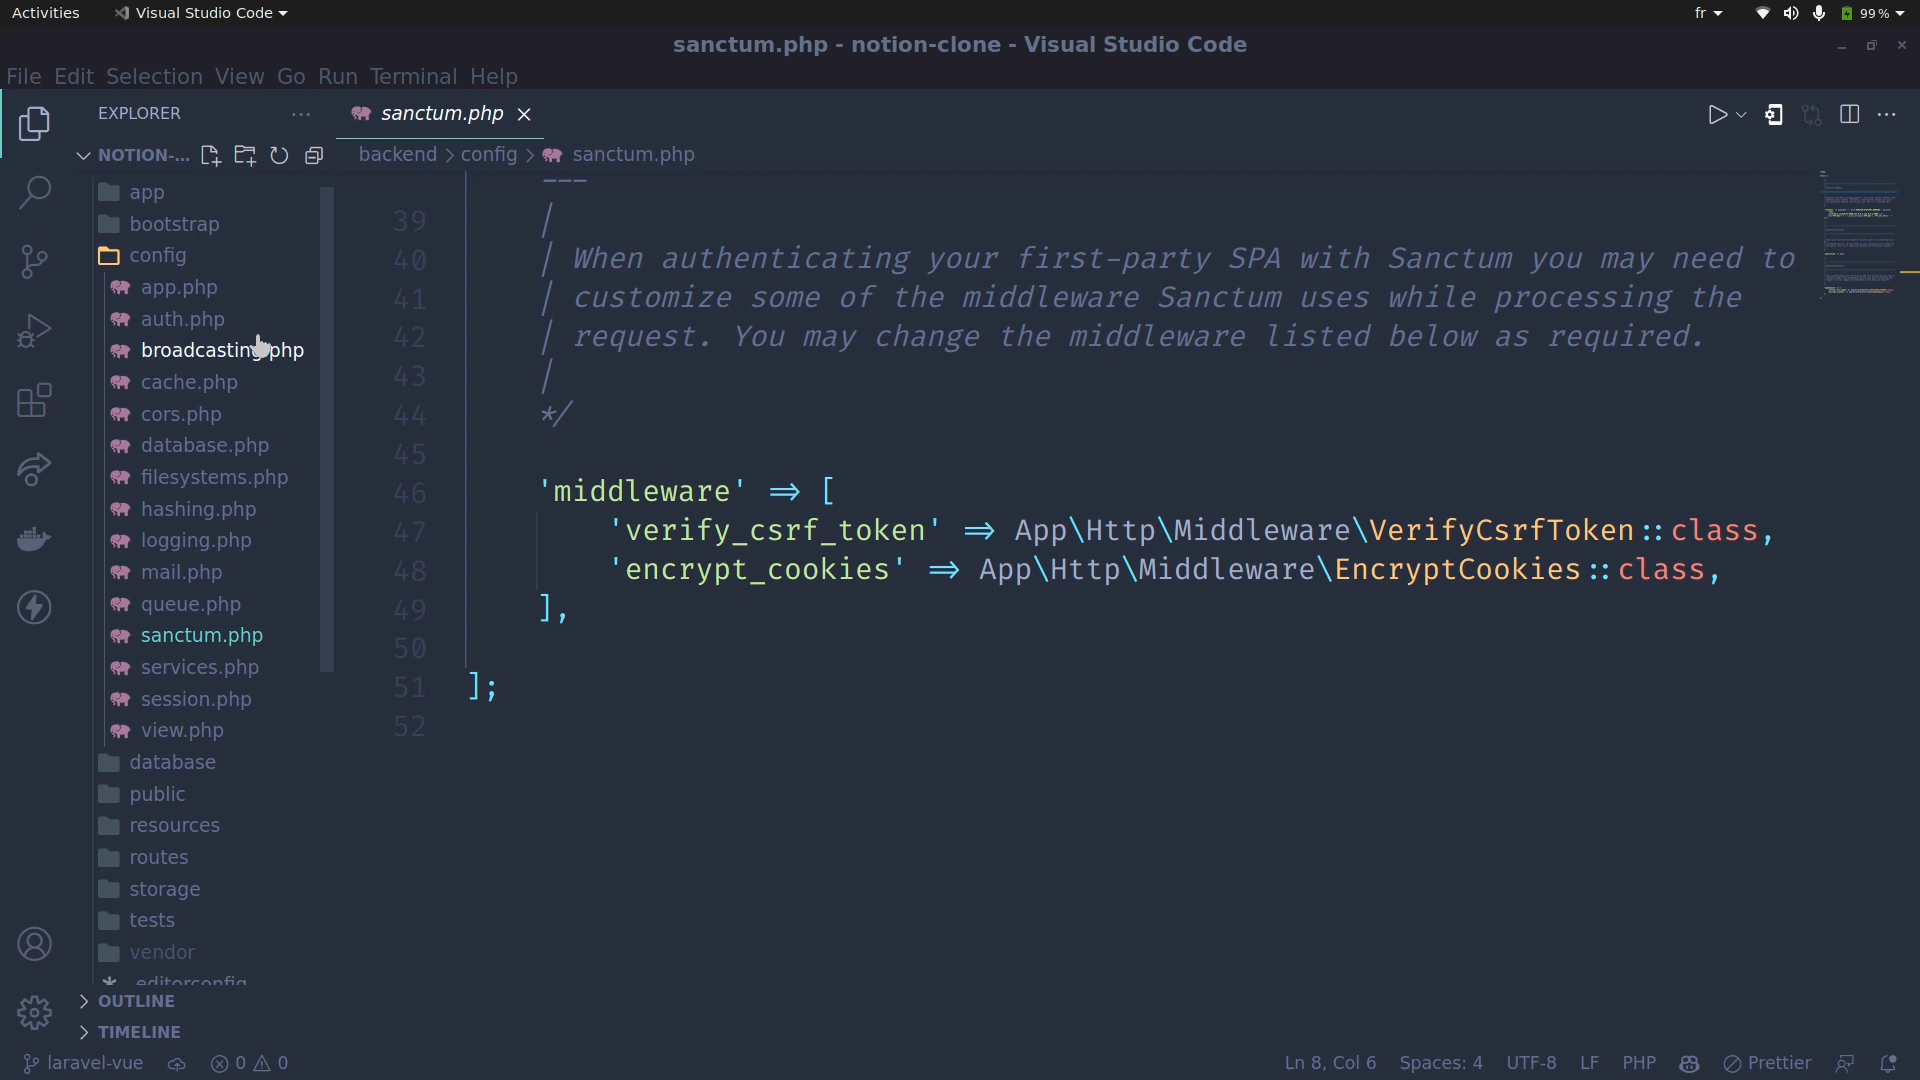 Activities
Visual Studio Code
fr
99 %
sanctum.php - notion-clone - Visual Studio Code
File Edit Selection View Go Run Terminal Help
EXPLORER
sanctum.php
NOTION-...
backend > config > sanctum.php
app
bootstrap
config
app.php
auth.php
broadcasting.php
cache.php
cors.php
database.php
filesystems.php
hashing.php
logging.php
mail.php
queue.php
sanctum.php
services.php
session.php
view.php
database
public
resources
routes
storage
tests
vendor
.editorconfig
OUTLINE
TIMELINE
---
39 |
40 | When authenticating your first-party SPA with Sanctum you may need to
41 | customize some of the middleware Sanctum uses while processing the
42 | request. You may change the middleware listed below as required.
43 |
44 */
45
46 'middleware' => [
47 'verify_csrf_token' => App\Http\Middleware\VerifyCsrfToken::class,
48 'encrypt_cookies' => App\Http\Middleware\EncryptCookies::class,
49 ],
50
51 ];
52
laravel-vue 0 0 Ln 8, Col 6 Spaces: 4 UTF-8 LF PHP Prettier